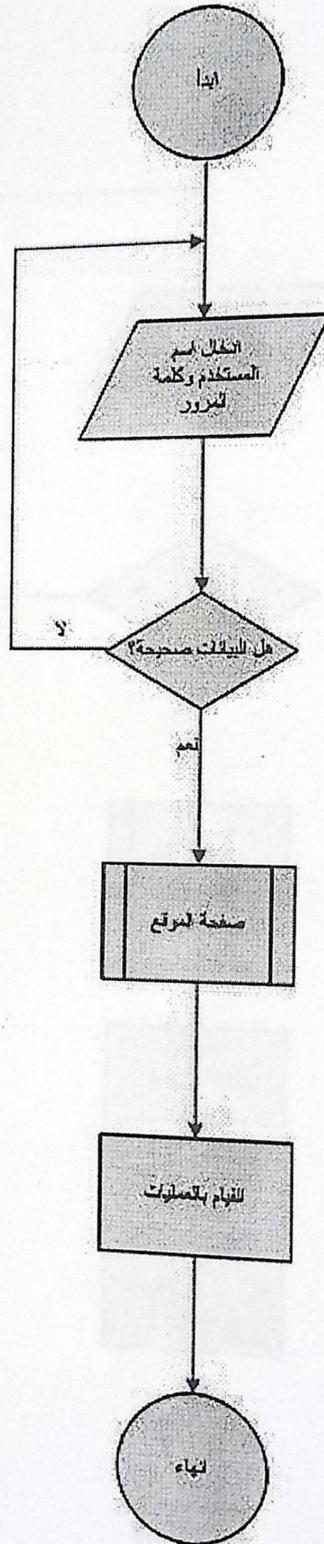 ابدأ
ادخال اسم
المستخدم وكلمة
المرور
هل البيانات صحيحة؟
لا
نعم
صفحة الموقع
القيام بالعمليات
انهاء